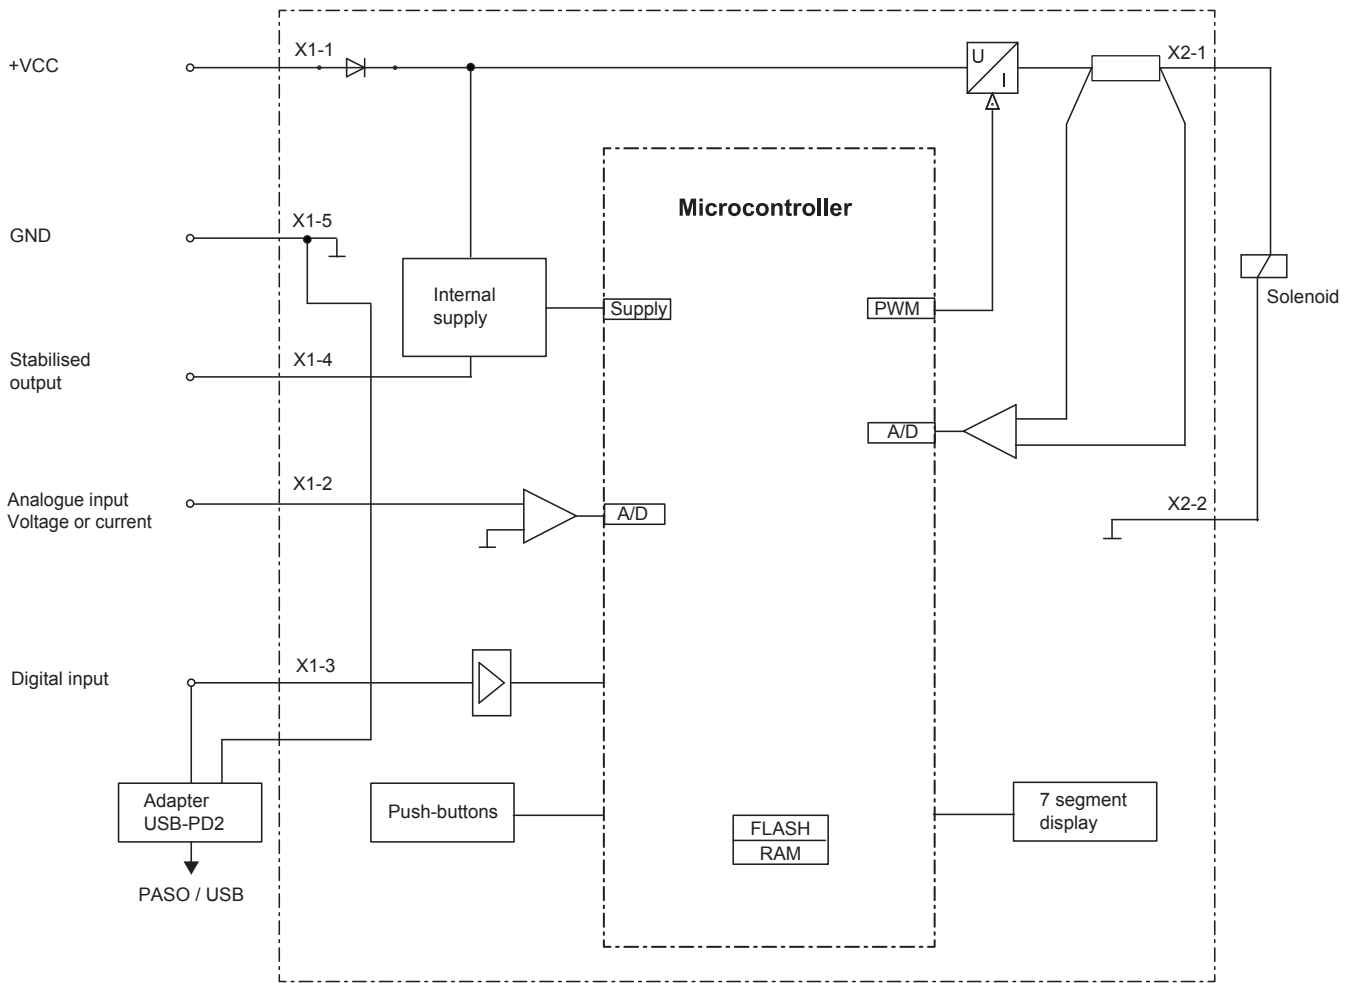 +VCC
X1-1
U
I
X2-1
Microcontroller
GND
X1-5
Internal
supply
Supply
PWM
Solenoid
Stabilised
output
X1-4
A/D
Analogue input
Voltage or current
X1-2
A/D
X2-2
Digital input
X1-3
Adapter
USB-PD2
Push-buttons
FLASH
RAM
7 segment
display
PASO / USB